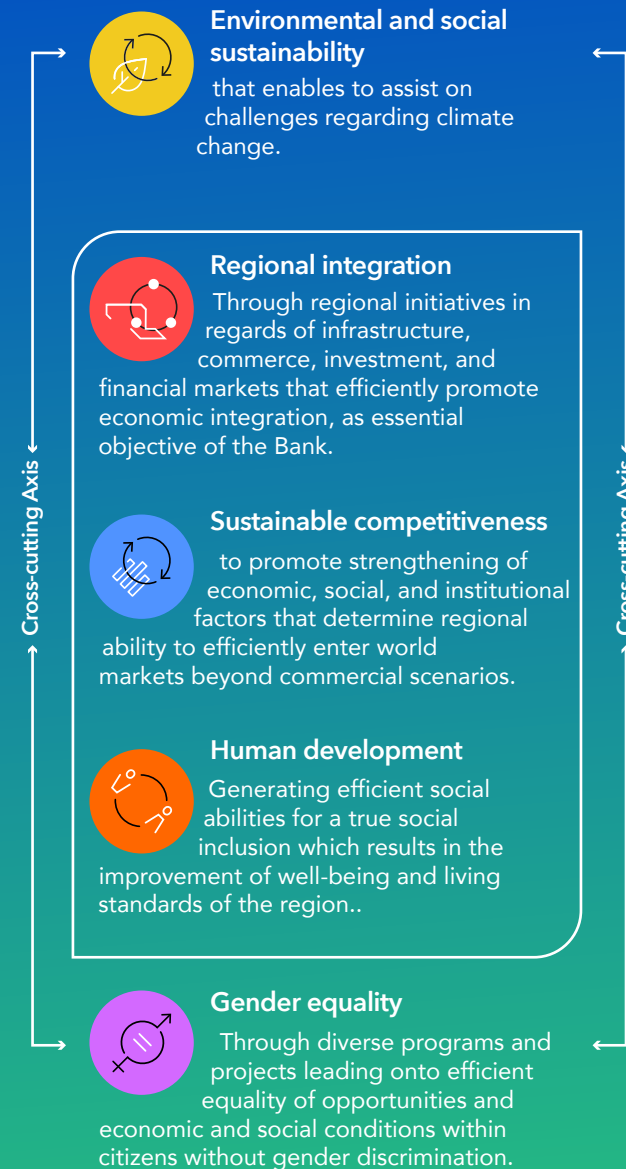 Environmental and social
sustainability
that enables to assist on
challenges regarding climate
change.
Regional integration
Through regional initiatives in
regards of infrastructure,
commerce, investment, and
financial markets that efficiently promote
economic integration, as essential
objective of the Bank.
Cross-cutting Axis
Cross-cutting Axis
Sustainable competitiveness
to promote strengthening of
economic, social, and institutional
factors that determine regional
ability to efficiently enter world
markets beyond commercial scenarios.
Human development
Generating efficient social
abilities for a true social
inclusion which results in the
improvement of well-being and living
standards of the region..
Gender equality
Through diverse programs and
projects leading onto efficient
equality of opportunities and
economic and social conditions within
citizens without gender discrimination.